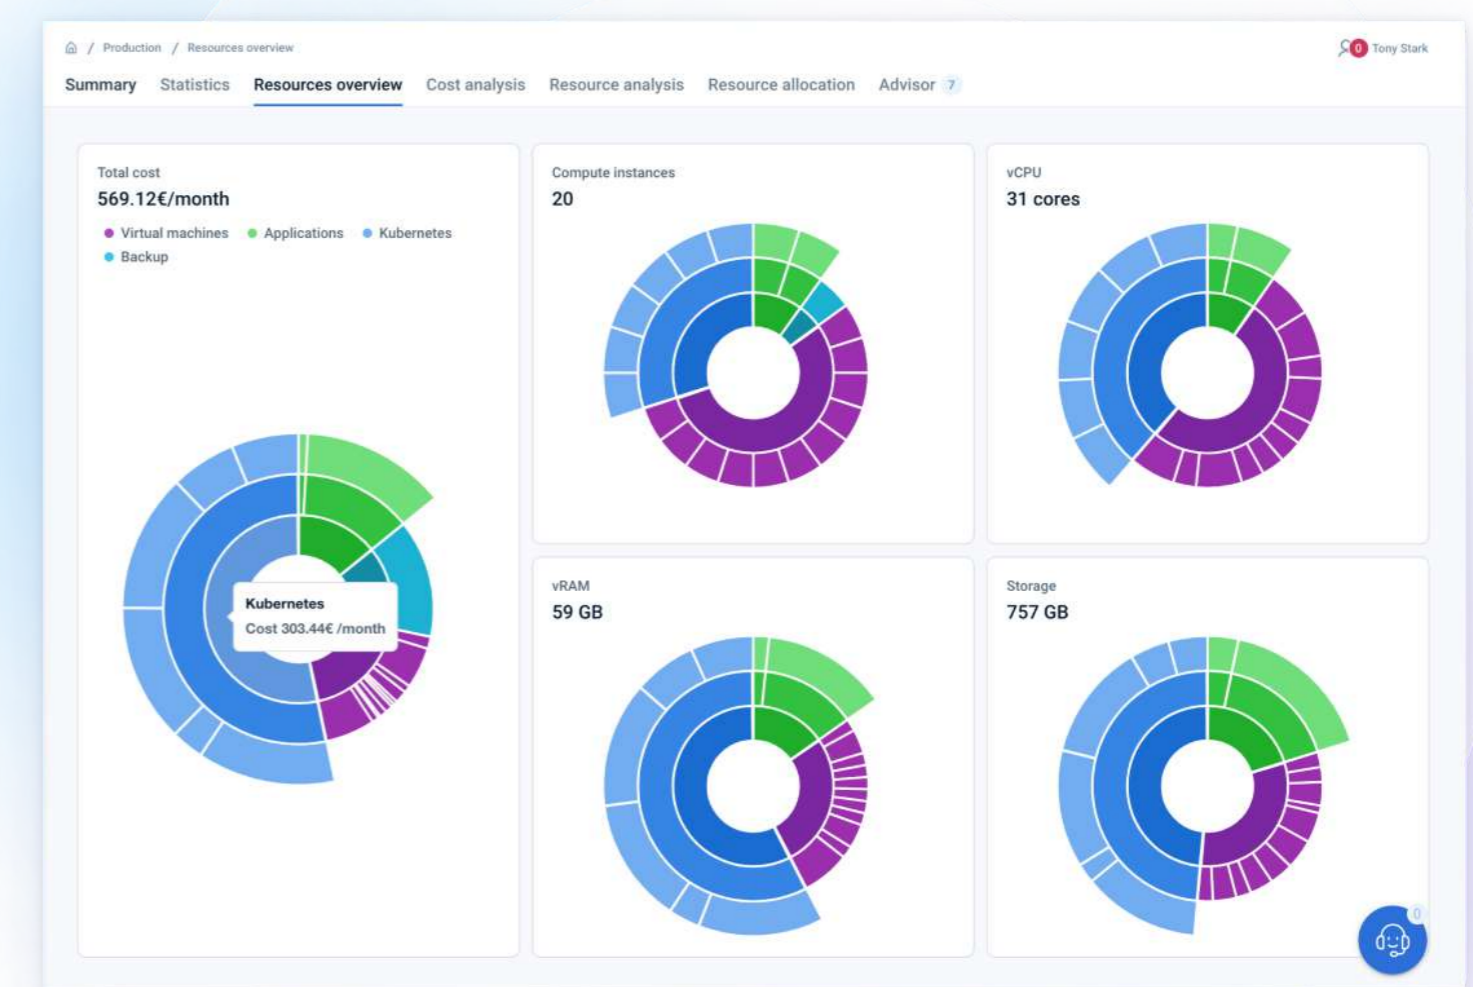 / Production / Resources overview
0 Tony Stark
Summary Statistics Resources overview Cost analysis Resource analysis Resource allocation Advisor 7
Total cost
569.12€/month
Virtual machines Applications Kubernetes
Backup
Kubernetes
Cost 303.44€ /month
Compute instances
20
vCPU
31 cores
vRAM
59 GB
Storage
757 GB
0